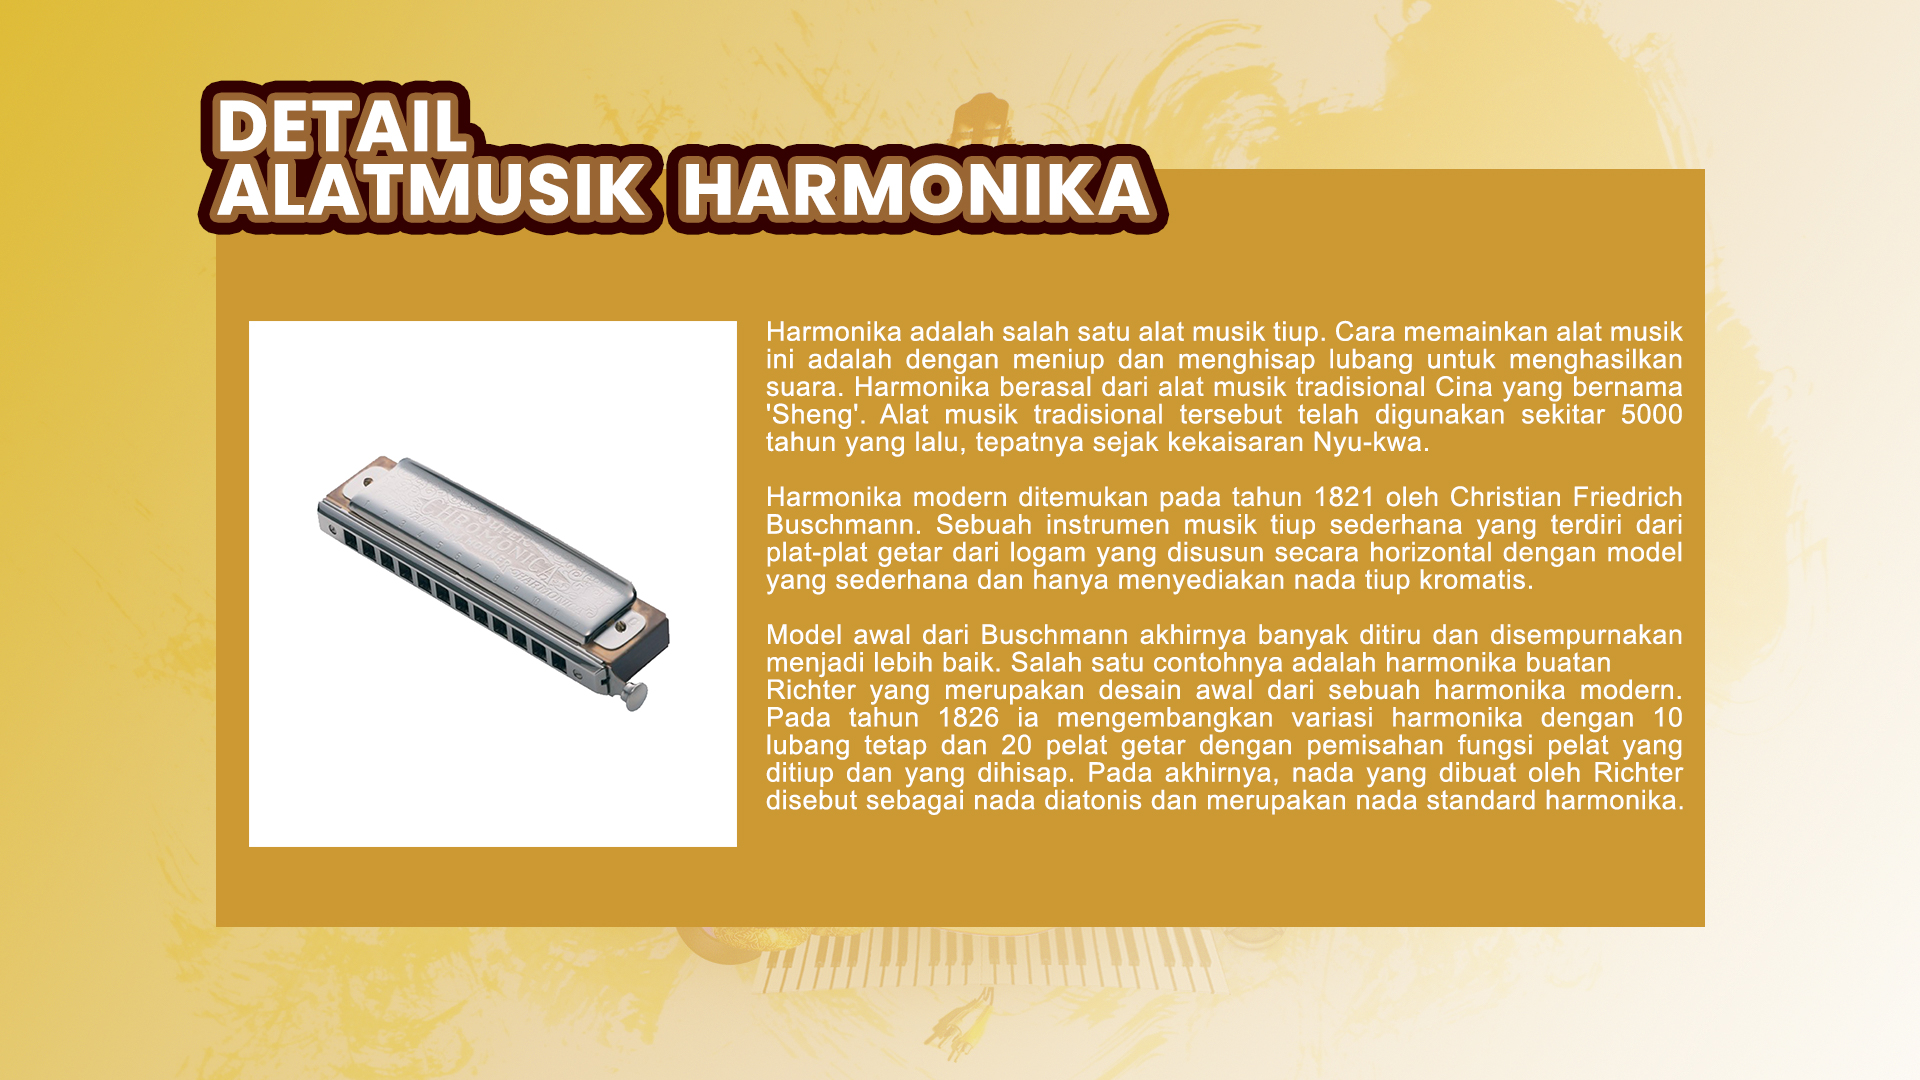 DETAIL
ALATMUSIK HARMONIKA
Harmonika adalah salah satu alat musik tiup. Cara memainkan alat musik
ini adalah dengan meniup dan menghisap lubang untuk menghasilkan
suara. Harmonika berasal dari alat musik tradisional Cina yang bernama
'Sheng'. Alat musik tradisional tersebut telah digunakan sekitar 5000
tahun yang lalu, tepatnya sejak kekaisaran Nyu-kwa.
Harmonika modern ditemukan pada tahun 1821 oleh Christian Friedrich
Buschmann. Sebuah instrumen musik tiup sederhana yang terdiri dari
plat-plat getar dari logam yang disusun secara horizontal dengan model
yang sederhana dan hanya menyediakan nada tiup kromatis.
Model awal dari Buschmann akhirnya banyak ditiru dan disempurnakan
menjadi lebih baik. Salah satu contohnya adalah harmonika buatan
Richter yang merupakan desain awal dari sebuah harmonika modern.
Pada tahun 1826 ia mengembangkan variasi harmonika dengan 10
lubang tetap dan 20 pelat getar dengan pemisahan fungsi pelat yang
ditiup dan yang dihisap. Pada akhirnya, nada yang dibuat oleh Richter
disebut sebagai nada diatonis dan merupakan nada standard harmonika.
SUPER
CHROMONICA